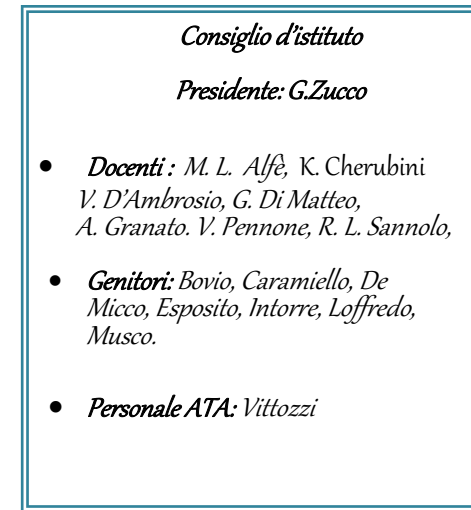 Consiglio d'istituto
Presidente: G.Zucco
• Docenti : M. L. Alfè, K. Cherubini
V. D'Ambrosio, G. Di Matteo,
A. Granato. V. Pennone, R. L. Sannolo,
• Genitori: Bovio, Caramiello, De
Micco, Esposito, Intorre, Loffredo,
Musco.
• Personale ATA: Vittozzi